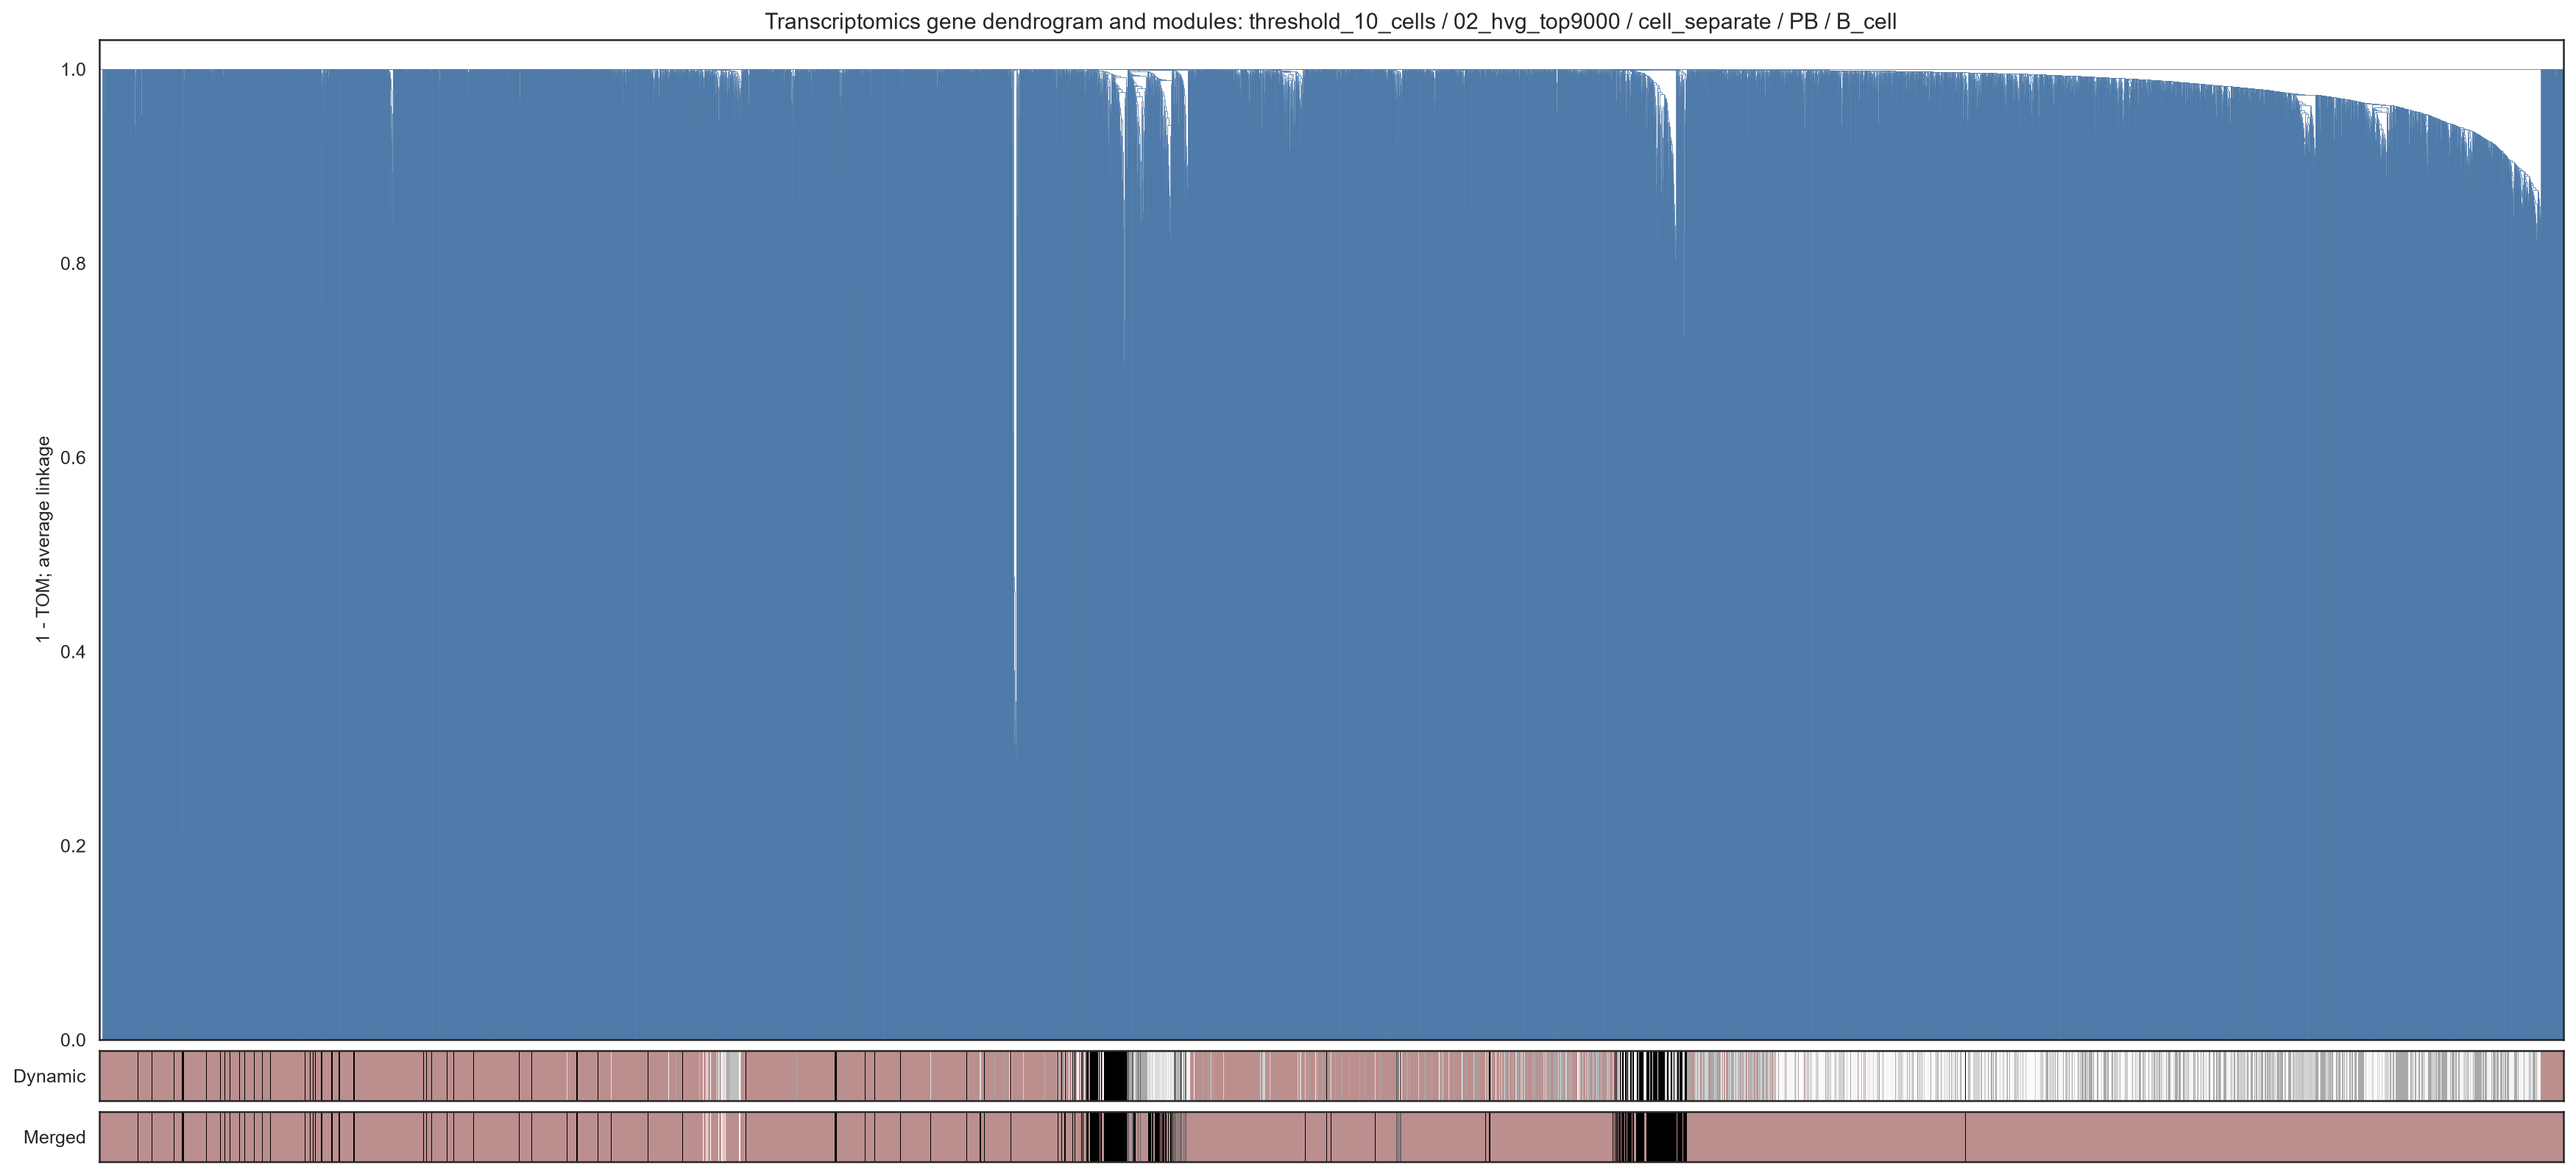 Transcriptomics gene dendrogram and modules: threshold_10_cells / 02_hvg_top9000 / cell_separate / PB / B_cell
1.0
0.8
0.6
0.4
0.2
0.0
1 - TOM; average linkage
Dynamic
Merged